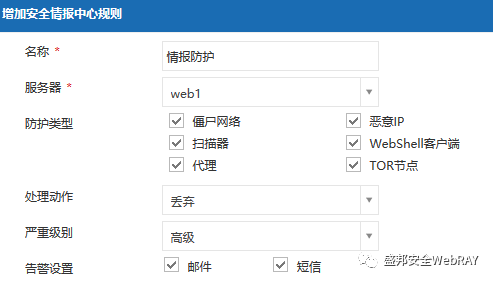 增加安全情报中心规则
名称 *
情报防护
服务器 *
web1
防护类型
僵尸网络 恶意IP
扫描器 WebShell客户端
代理 TOR节点
处理动作
丢弃
严重级别
高级
告警设置 邮件 短信
盛邦安全WebRAY